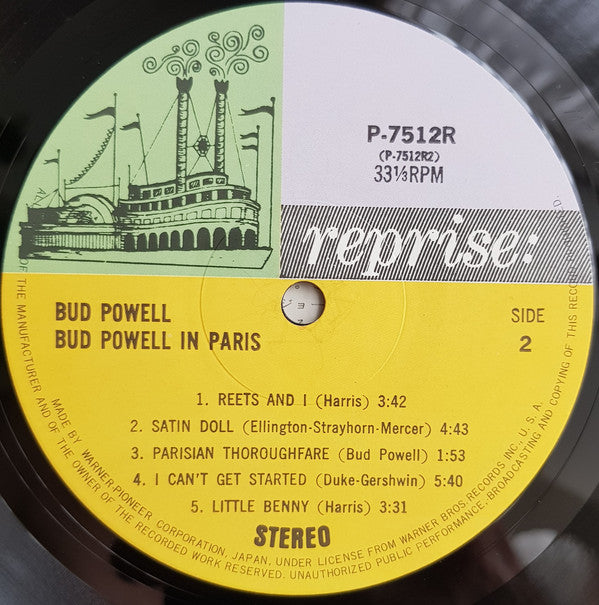 P-7512R
(P-7512R2)
33⅓RPM
reprise:
BUD POWELL
BUD POWELL IN PARIS
SIDE
2
1. REETS AND I (Harris) 3:42
2. SATIN DOLL (Ellington-Strayhorn-Mercer) 4:43
3. PARISIAN THOROUGHFARE (Bud Powell) 1:53
4. I CAN'T GET STARTED (Duke-Gershwin) 5:40
5. LITTLE BENNY (Harris) 3:31
STEREO
MADE BY WARNER-PIONEER CORPORATION, JAPAN, UNDER LICENSE FROM WARNER BROS. RECORDS INC. U. S. A.
OF THE MANUFACTURER AND OF THE OWNER OF THE RECORDED WORK RESERVED. UNAUTHORIZED PUBLIC PERFORMANCE, BROADCASTING AND COPYING OF THIS